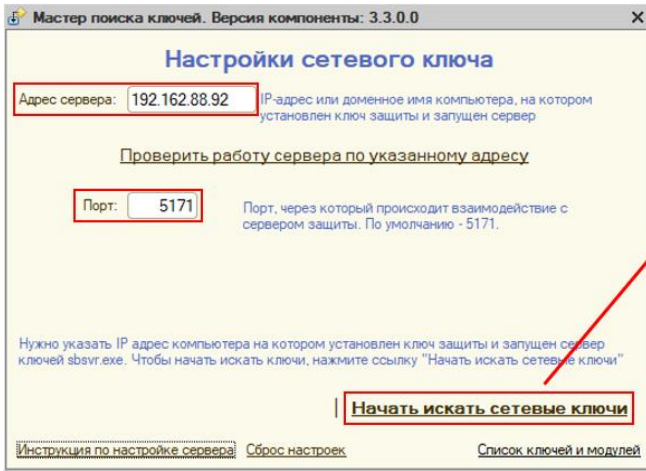 Мастер поиска ключей. Версия компоненты: 3.3.0.0
Настройки сетевого ключа
Адрес сервера: 192.162.88.92 IP-адрес или доменное имя компьютера, на котором
установлен ключ защиты и запущен сервер
Проверить работу сервера по указанному адресу
Порт: 5171 Порт, через который происходит взаимодействие с
сервером защиты. По умолчанию - 5171.
Нужно указать IP адрес компьютера на котором установлен ключ защиты и запущен сервер
ключей sbsvr.exe. Чтобы начать искать ключи, нажмите ссылку "Начать искать сетевые ключи"
Начать искать сетевые ключи
Инструкция по настройке сервера Сброс настроек Список ключей и модулей